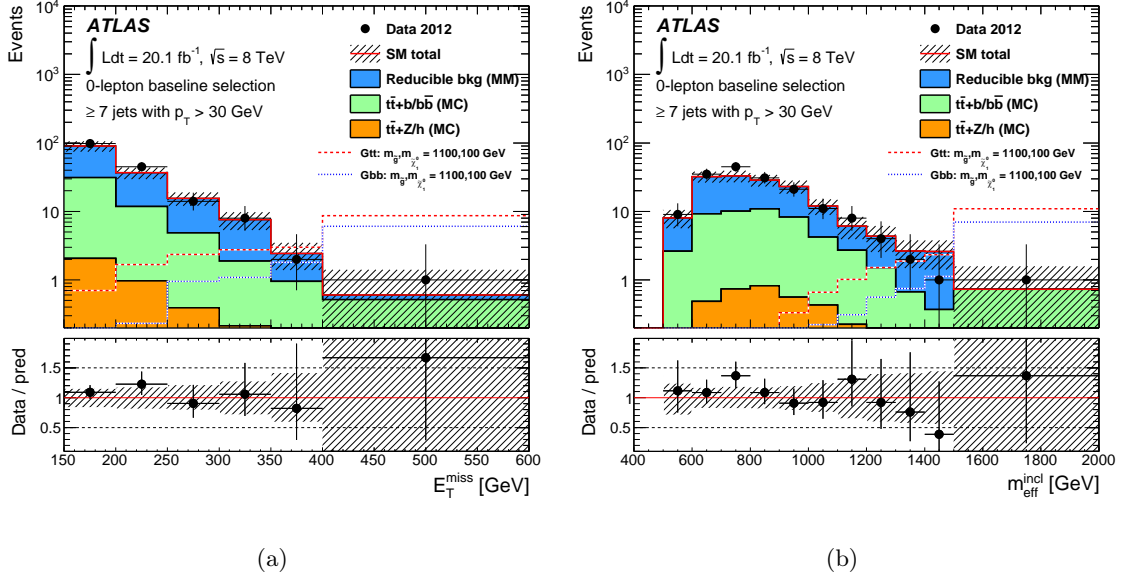 Events
10⁴
10³
10²
10
1
ATLAS
∫ Ldt = 20.1 fb⁻¹, √s = 8 TeV
0-lepton baseline selection
≥ 7 jets with p_T > 30 GeV
Data 2012
SM total
Reducible bkg (MM)
tt̄+b/bb̄ (MC)
tt̄+Z/h (MC)
Gtt: m_g̃,m_χ̃₁⁰ = 1100,100 GeV
Gbb: m_g̃,m_χ̃₁⁰ = 1100,100 GeV
Data / pred
1.5
1
0.5
150 200 250 300 350 400 450 500 550 600
E_T^miss [GeV]
(a)
Events
10⁴
10³
10²
10
1
ATLAS
∫ Ldt = 20.1 fb⁻¹, √s = 8 TeV
0-lepton baseline selection
≥ 7 jets with p_T > 30 GeV
Data 2012
SM total
Reducible bkg (MM)
tt̄+b/bb̄ (MC)
tt̄+Z/h (MC)
Gtt: m_g̃,m_χ̃₁⁰ = 1100,100 GeV
Gbb: m_g̃,m_χ̃₁⁰ = 1100,100 GeV
Data / pred
1.5
1
0.5
400 600 800 1000 1200 1400 1600 1800 2000
m_eff^incl [GeV]
(b)